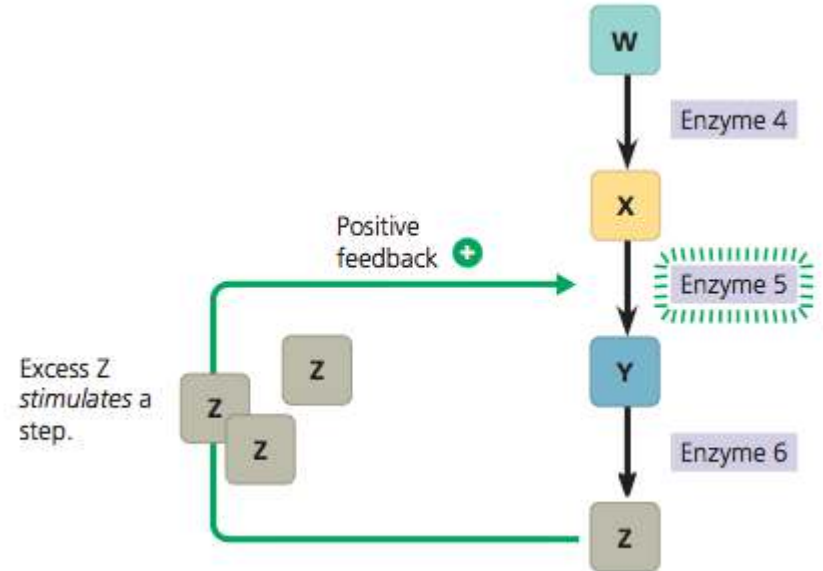 W
Enzyme 4
X
Positive
feedback +
Enzyme 5
Excess Z
stimulates a
step.
Z
Z
Z
Y
Enzyme 6
Z